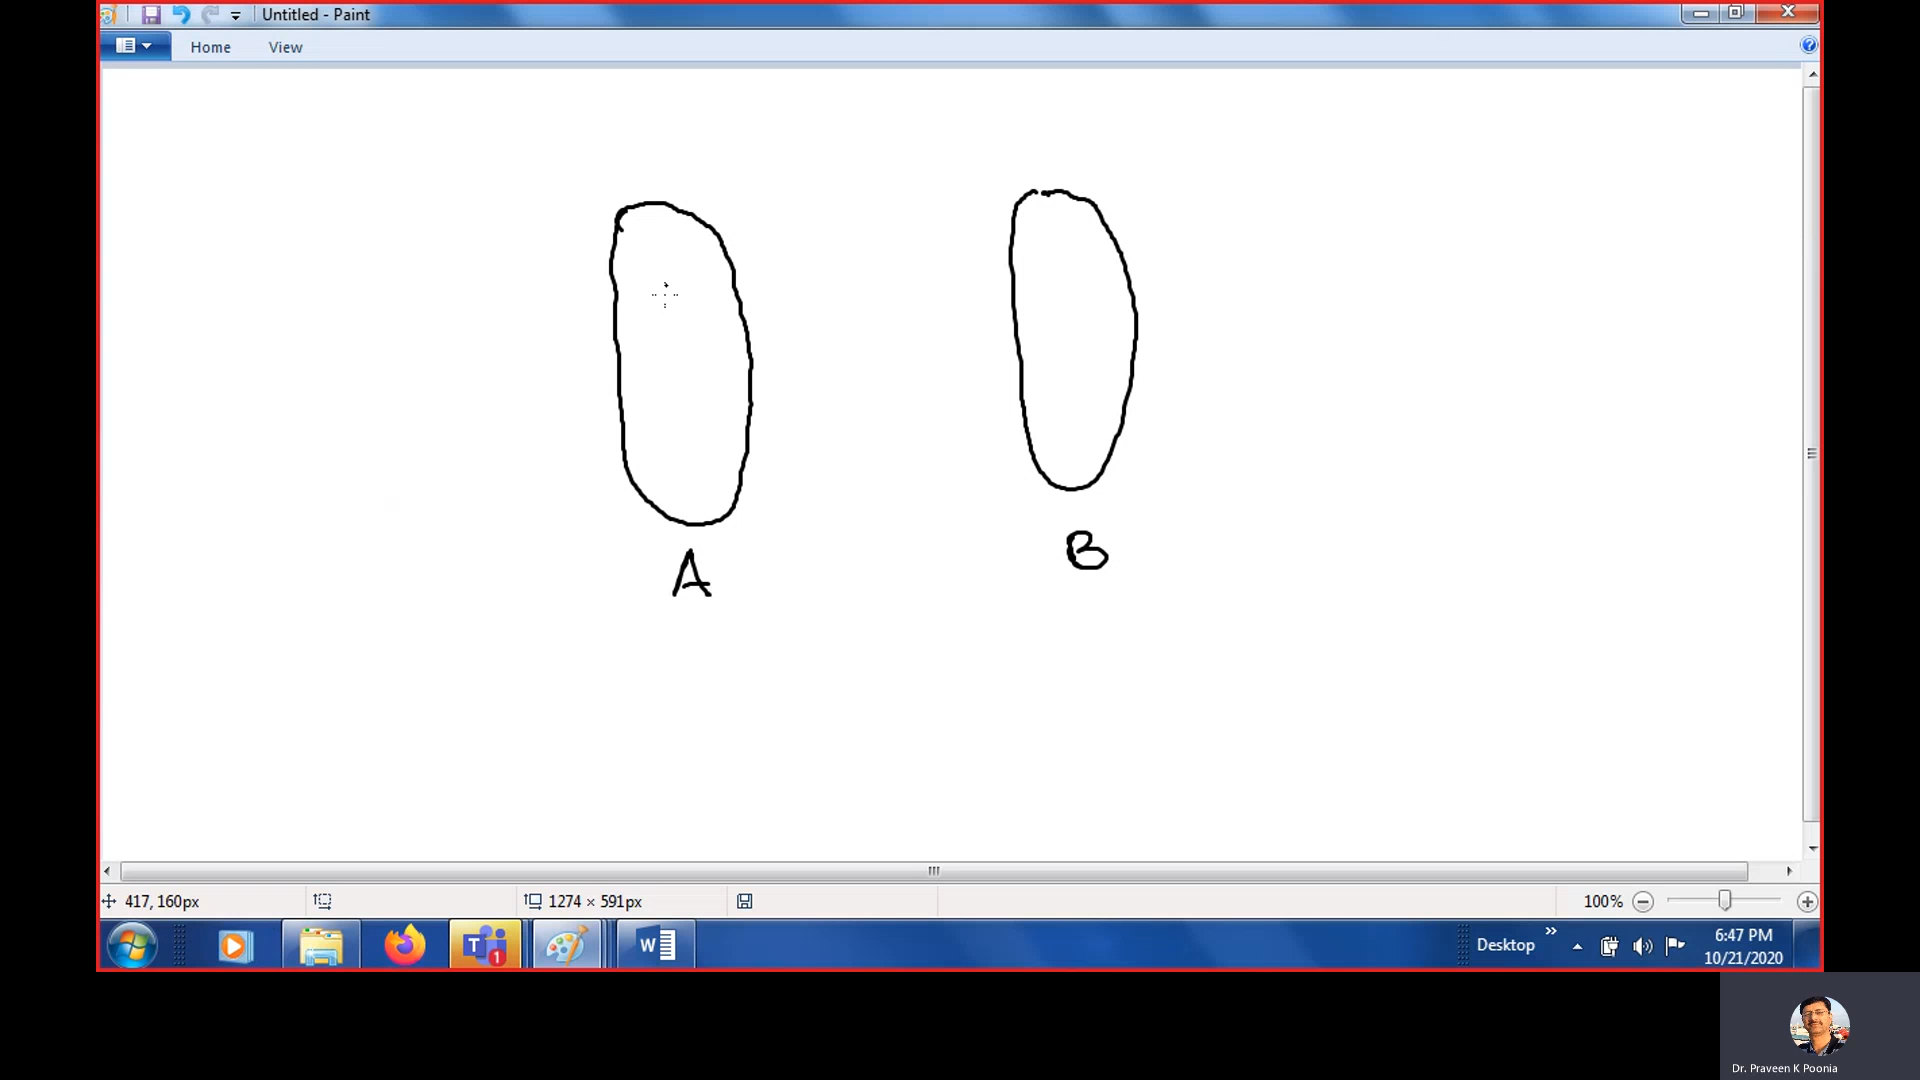 Untitled - Paint
Home View
A
B
417, 160px
1274 × 591px
100%
T 1
W
Desktop
6:47 PM
10/21/2020
Dr. Praveen K Poonia